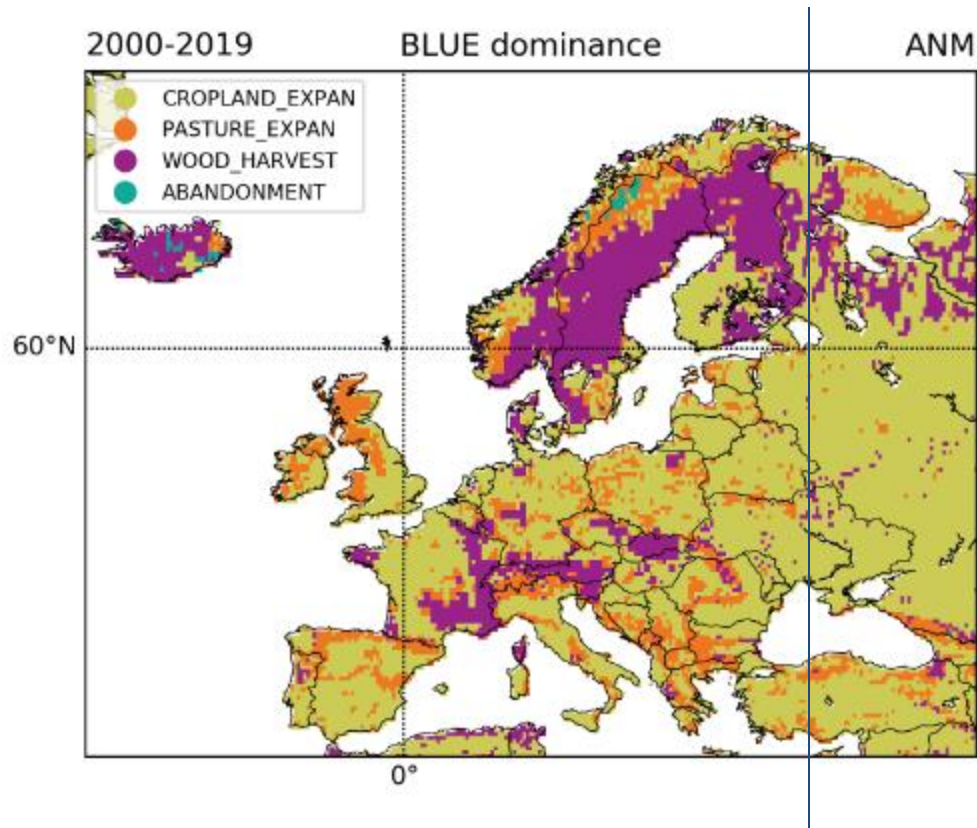 2000-2019 BLUE dominance ANM
CROPLAND_EXPAN
PASTURE_EXPAN
WOOD_HARVEST
ABANDONMENT
60°N
0°